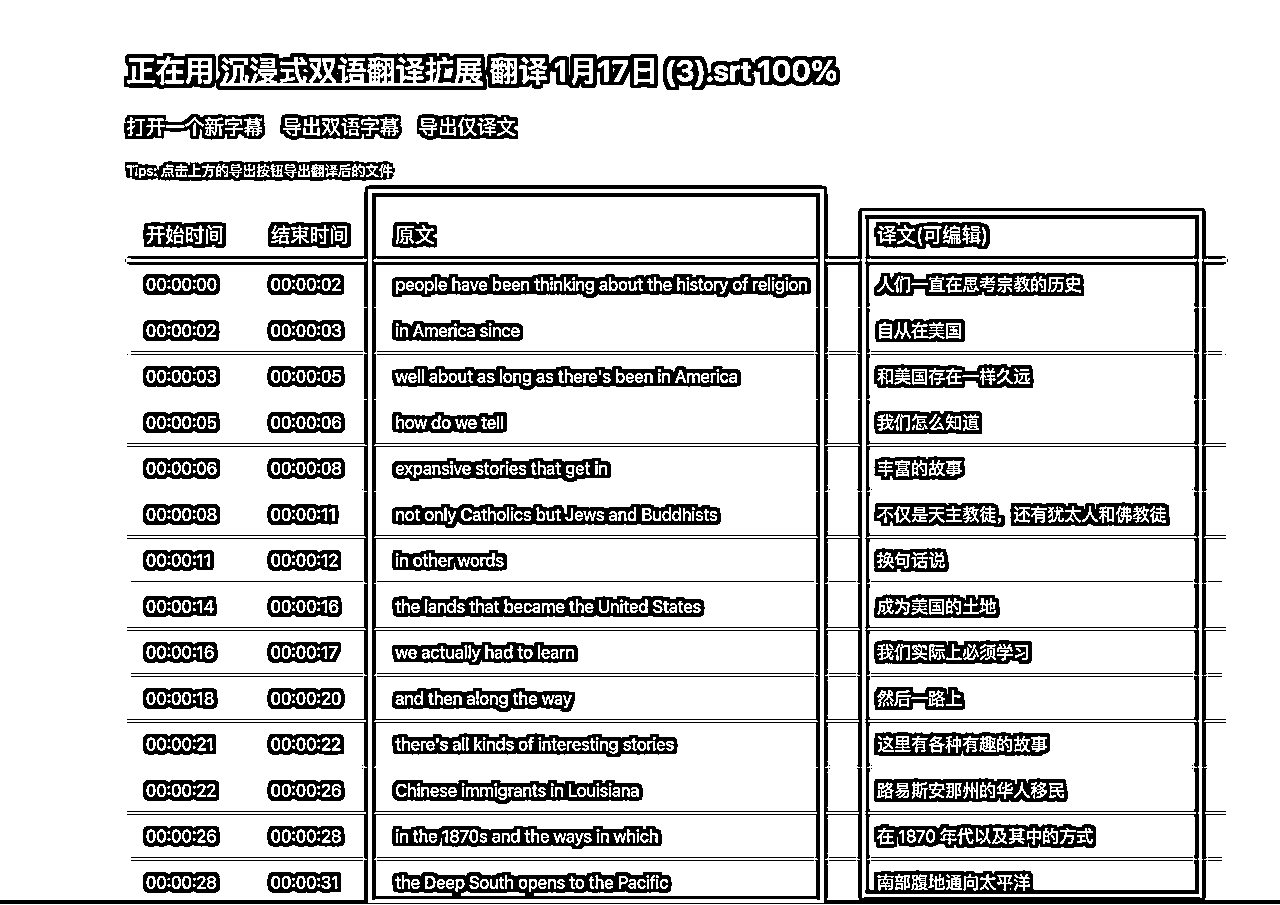 正在用 沉浸式双语翻译扩展 翻译 1月17日 (3).srt 100%
打开一个新字幕 导出双语字幕 导出仅译文
Tips: 点击上方的导出按钮导出翻译后的文件
开始时间 结束时间 原文 译文(可编辑)
00:00:00 00:00:02 people have been thinking about the history of religion 人们一直在思考宗教的历史
00:00:02 00:00:03 in America since 自从在美国
00:00:03 00:00:05 well about as long as there's been in America 和美国存在一样久远
00:00:05 00:00:06 how do we tell 我们怎么知道
00:00:06 00:00:08 expansive stories that get in 丰富的故事
00:00:08 00:00:11 not only Catholics but Jews and Buddhists 不仅是天主教徒，还有犹太人和佛教徒
00:00:11 00:00:12 in other words 换句话说
00:00:14 00:00:16 the lands that became the United States 成为美国的土地
00:00:16 00:00:17 we actually had to learn 我们实际上必须学习
00:00:18 00:00:20 and then along the way 然后一路上
00:00:21 00:00:22 there's all kinds of interesting stories 这里有各种有趣的故事
00:00:22 00:00:26 Chinese immigrants in Louisiana 路易斯安那州的华人移民
00:00:26 00:00:28 in the 1870s and the ways in which 在 1870 年代以及其中的方式
00:00:28 00:00:31 the Deep South opens to the Pacific 南部腹地通向太平洋